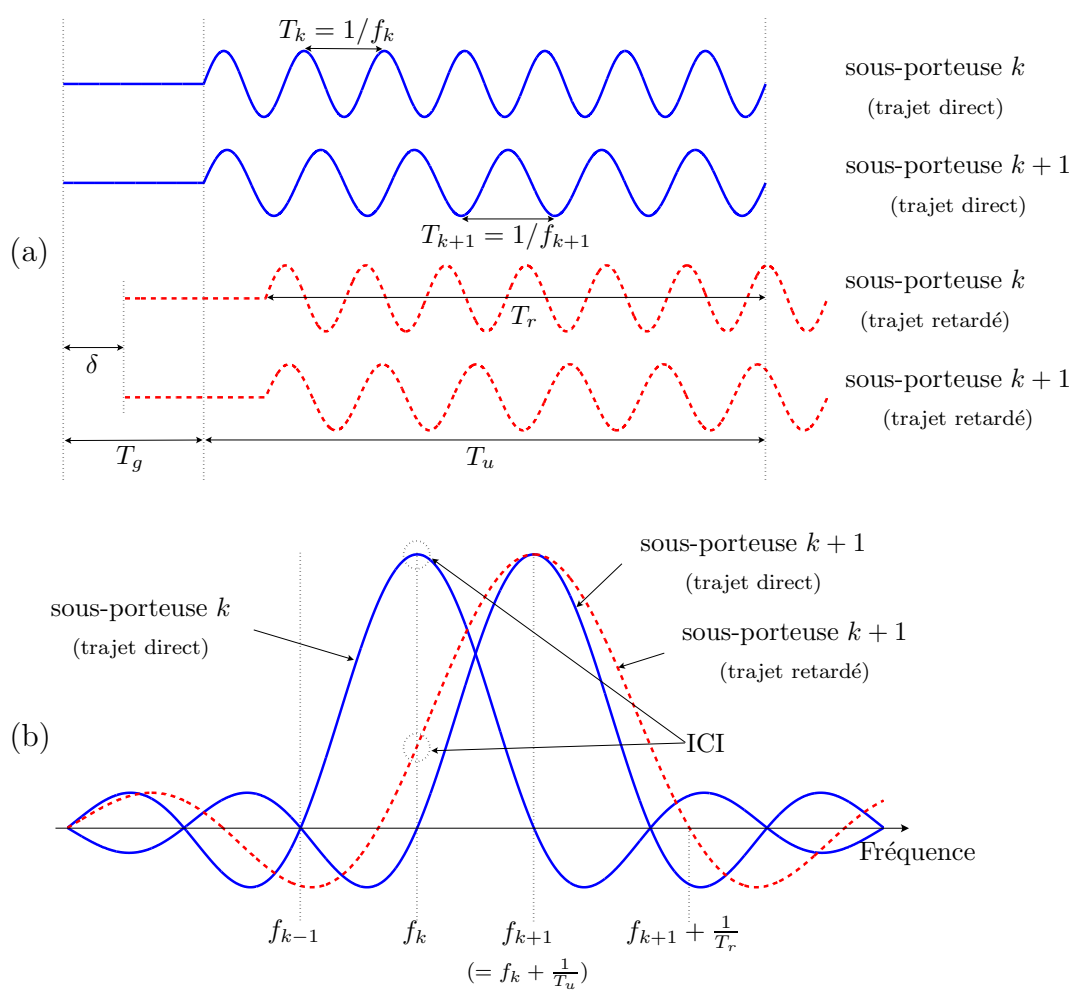 T_k = 1/f_k
sous-porteuse k
(trajet direct)
sous-porteuse k + 1
(trajet direct)
T_{k+1} = 1/f_{k+1}
(a)
sous-porteuse k
(trajet retardé)
T_r
δ
sous-porteuse k + 1
(trajet retardé)
T_g
T_u
sous-porteuse k + 1
(trajet direct)
sous-porteuse k
(trajet direct)
sous-porteuse k + 1
(trajet retardé)
(b)
ICI
Fréquence
f_{k−1}
f_k
f_{k+1}
f_{k+1} + 1/T_r
(= f_k + 1/T_u)